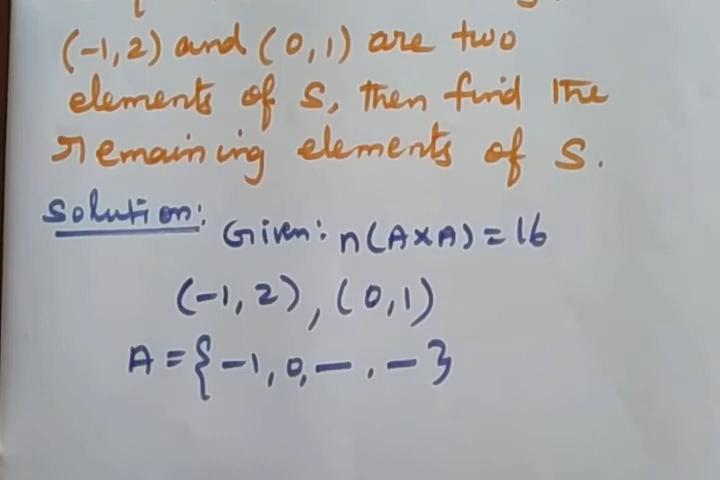 (-1,2) and (0,1) are two
elements of S, then find the
remaining elements of S.
Solution: Given: n(A×A)=16
(-1,2), (0,1)
A={-1,0,—,—}